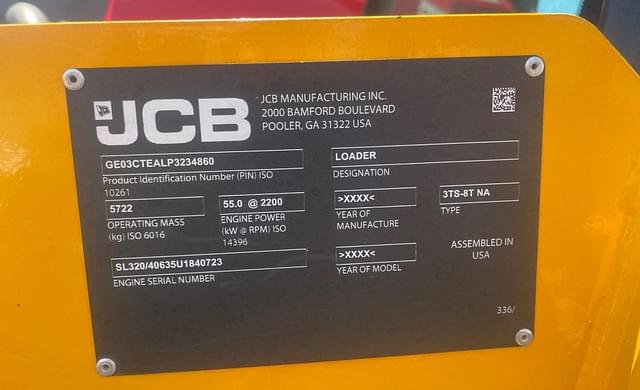 JCB
JCB MANUFACTURING INC.
2000 BAMFORD BOULEVARD
POOLER, GA 31322 USA
GE03CTEALP3234860
Product Identification Number (PIN) ISO
10261
LOADER
DESIGNATION
5722
OPERATING MASS
(kg) ISO 6016
55.0 @ 2200
ENGINE POWER
(kW @ RPM) ISO
14396
>XXXX<
YEAR OF
MANUFACTURE
3TS-8T NA
TYPE
SL320/40635U1840723
ENGINE SERIAL NUMBER
>XXXX<
YEAR OF MODEL
ASSEMBLED IN
USA
336/